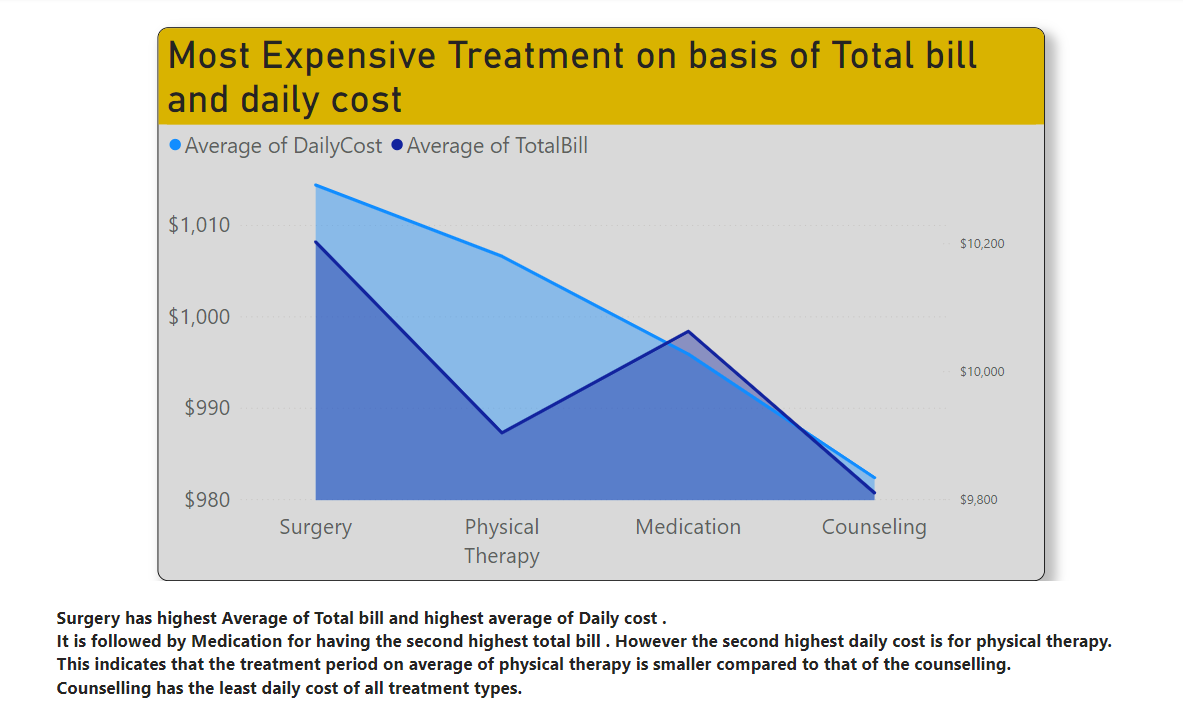 Most Expensive Treatment on basis of Total bill
and daily cost
Average of DailyCost Average of TotalBill
$1,010
$1,000
$990
$980
$10,200
$10,000
$9,800
Surgery Physical Medication Counseling
Therapy
Surgery has highest Average of Total bill and highest average of Daily cost .
It is followed by Medication for having the second highest total bill . However the second highest daily cost is for physical therapy.
This indicates that the treatment period on average of physical therapy is smaller compared to that of the counselling.
Counselling has the least daily cost of all treatment types.